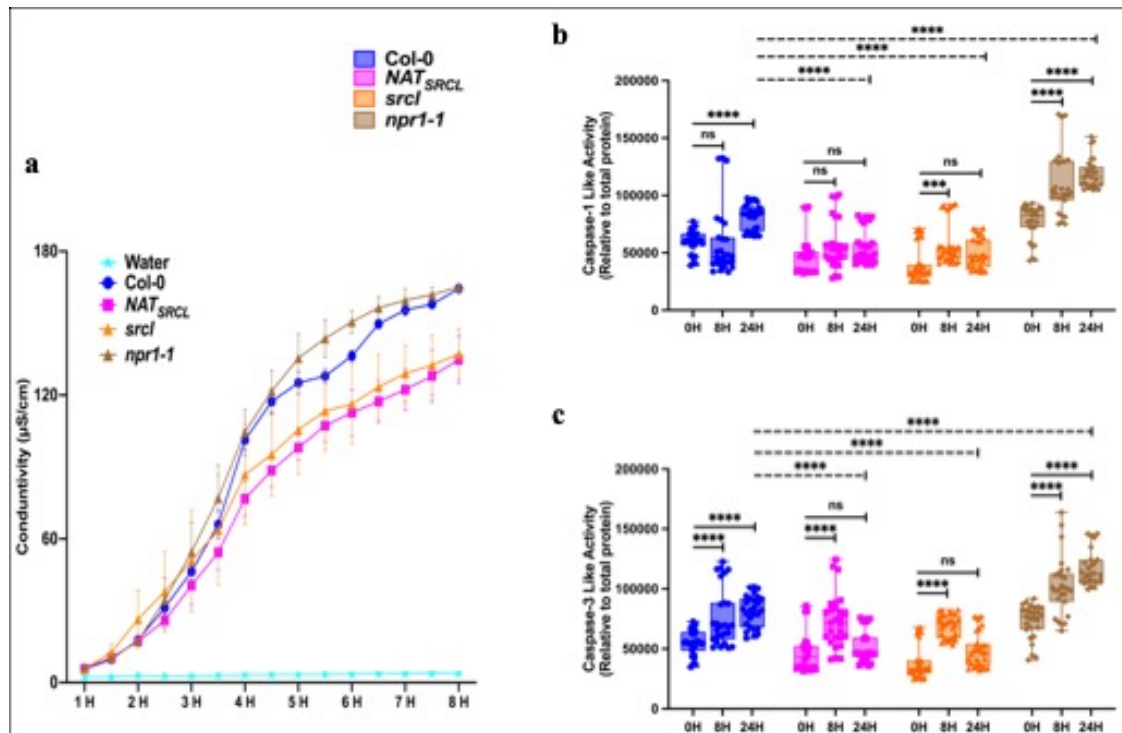 Col-0
NAT_SRCL
srcl
npr1-1
a
Water
Col-0
NAT_SRCL
srcl
npr1-1
Conduntivity (µS/cm)
180
120
60
0
1 H 2 H 3 H 4 H 5 H 6 H 7 H 8 H
b
****
****
****
****
ns
ns
ns
ns
***
****
****
Caspase-1 Like Activity
(Relative to total protein)
200000
150000
100000
50000
0
0H 8H 24H 0H 8H 24H 0H 8H 24H 0H 8H 24H
c
****
****
****
****
****
ns
****
ns
****
****
****
Caspase-3 Like Activity
(Relative to total protein)
200000
150000
100000
50000
0
0H 8H 24H 0H 8H 24H 0H 8H 24H 0H 8H 24H